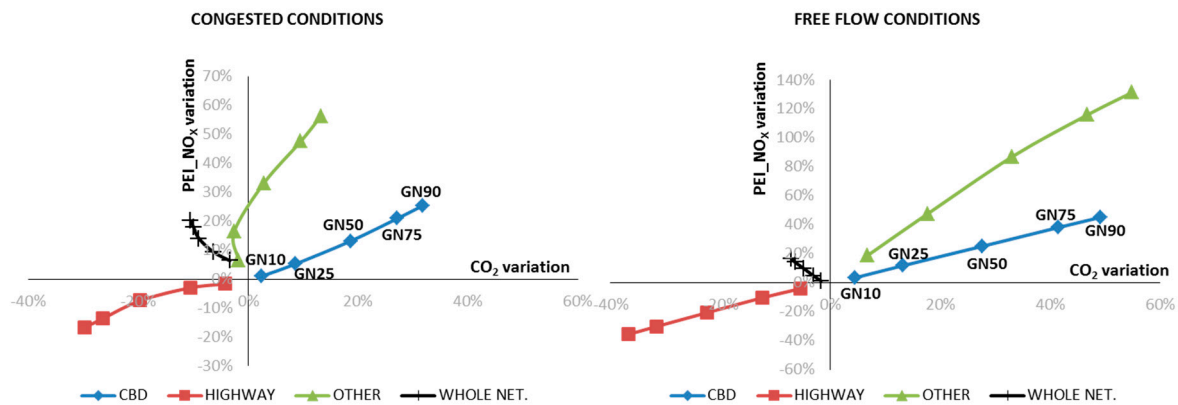 CONGESTED CONDITIONS
PEI_NOX variation
70%
60%
50%
40%
30%
20%
10%
0%
-10%
-20%
-30%
-40%
-20%
0%
20%
40%
60%
CO2 variation
GN10
GN25
GN50
GN75
GN90
CBD
HIGHWAY
OTHER
WHOLE NET.
FREE FLOW CONDITIONS
PEI_NOX variation
140%
120%
100%
80%
60%
40%
20%
0%
-20%
-40%
-60%
-40%
-20%
0%
20%
40%
60%
CO2 variation
GN10
GN25
GN50
GN75
GN90
CBD
HIGHWAY
OTHER
WHOLE NET.